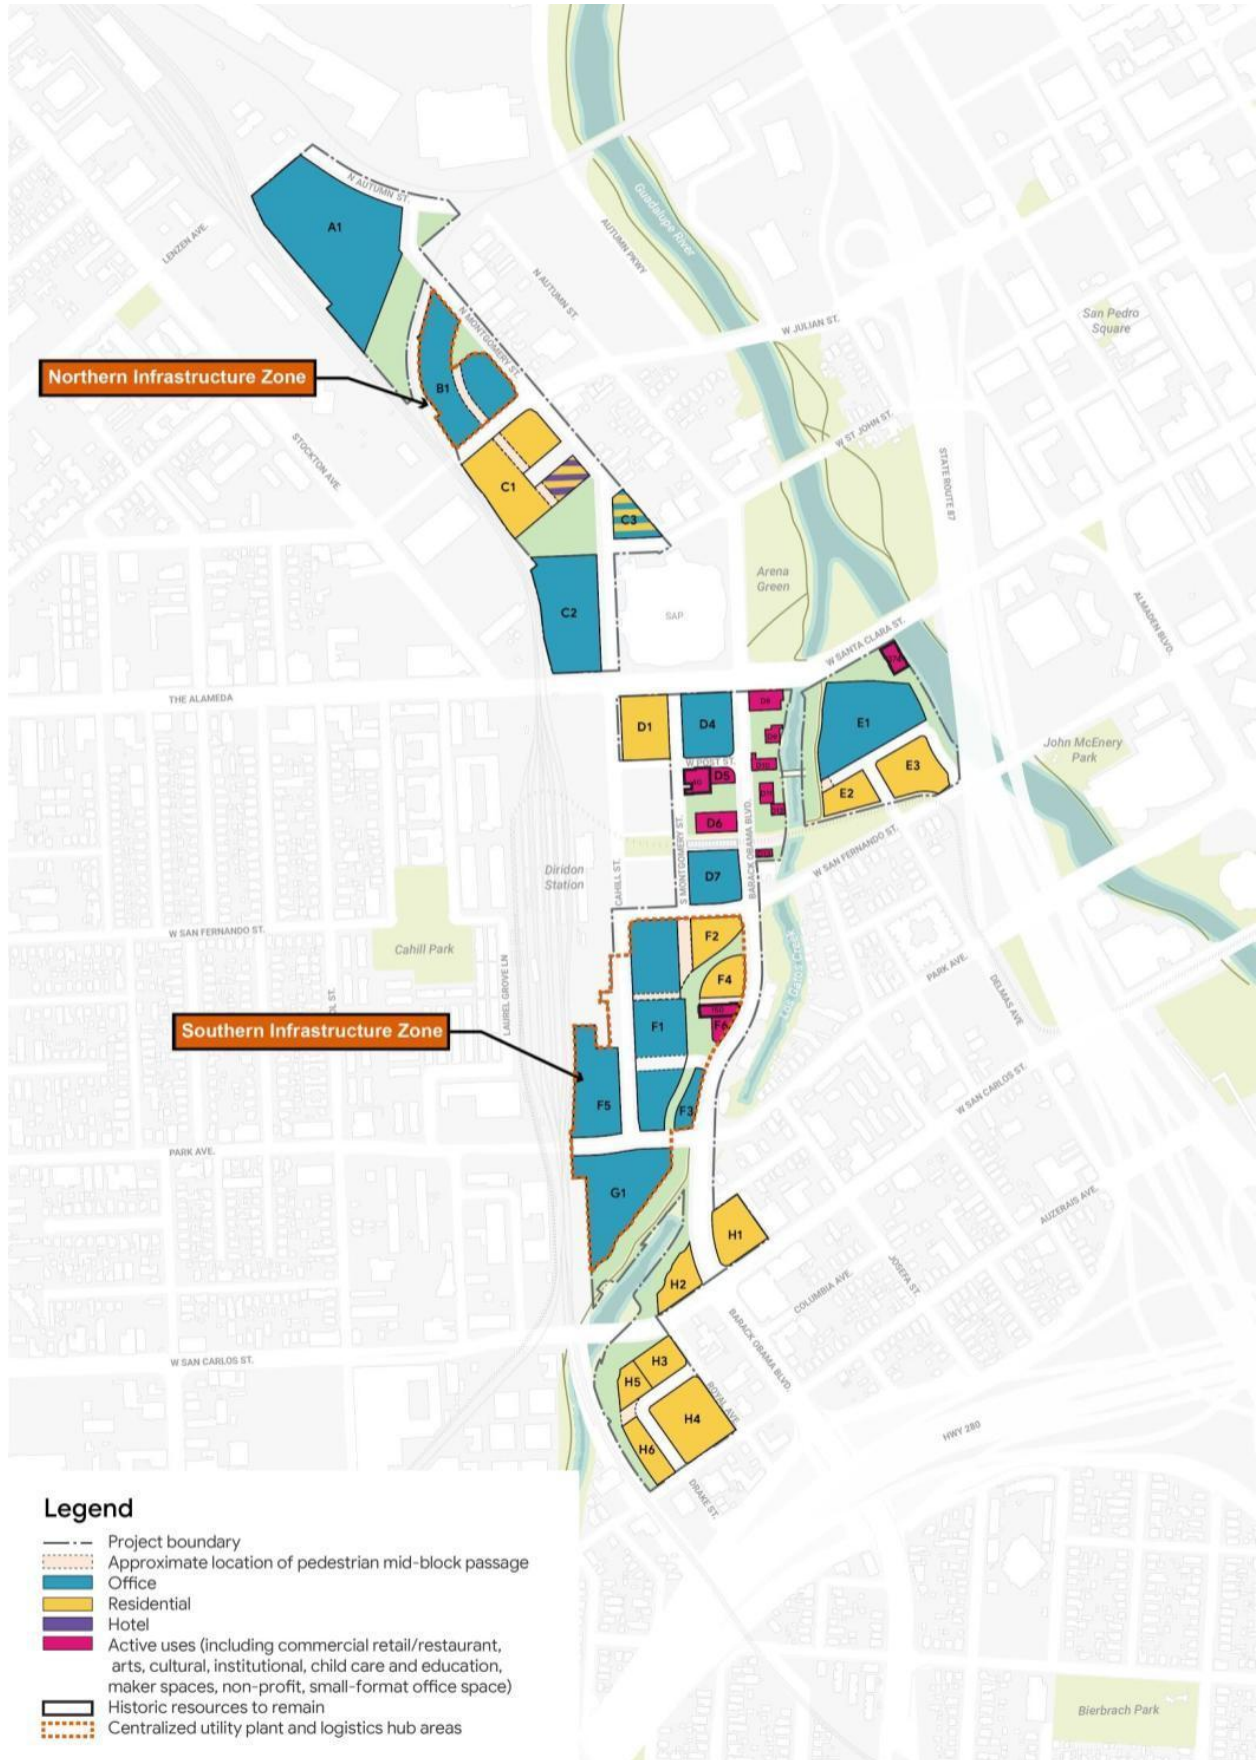 N AUTUMN ST.
A1
LENZEN AVE.
Guadalupe River
AUTUMN PKWY
N AUTUMN ST.
N MONTGOMERY ST.
W JULIAN ST.
San Pedro
Square
Northern Infrastructure Zone
B1
STOCKTON AVE.
W ST JOHN ST.
STATE ROUTE 87
C1
C3
Arena
Green
ALMADEN BLVD.
C2
SAP
W SANTA CLARA ST.
THE ALAMEDA
D1
D4
D8
D9
E1
John McEnery
Park
W POST ST.
D5
D10
E3
E2
D11
D6
S MONTGOMERY ST.
BARACK OBAMA BLVD.
W SAN FERNANDO ST.
Diridon
Station
CAHILL ST.
D7
W SAN FERNANDO ST.
Cahill Park
F2
F4
PARK AVE.
DELMAS AVE
LAUREL GROVE LN
Los Gatos Creek
Southern Infrastructure Zone
F1
F6
W SAN CARLOS ST.
F5
F3
PARK AVE.
G1
AUZERAIS AVE.
H1
H2
COLUMBIA AVE.
JOSEFA ST.
BARACK OBAMA BLVD.
W SAN CARLOS ST.
H3
H5
ROYAL AVE.
H4
H6
HWY 280
DRAKE ST.
Legend
Project boundary
Approximate location of pedestrian mid-block passage
Office
Residential
Hotel
Active uses (including commercial retail/restaurant,
arts, cultural, institutional, child care and education,
maker spaces, non-profit, small-format office space)
Historic resources to remain
Centralized utility plant and logistics hub areas
Bierbrach Park